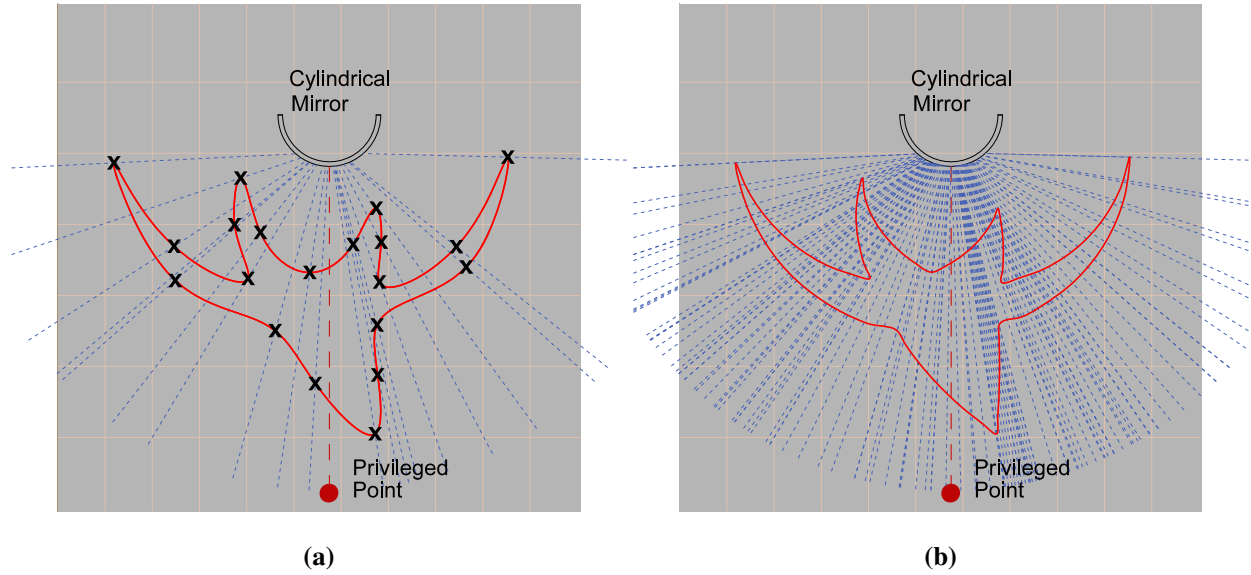 Cylindrical
Mirror
Privileged
Point
(a)
Cylindrical
Mirror
Privileged
Point
(b)